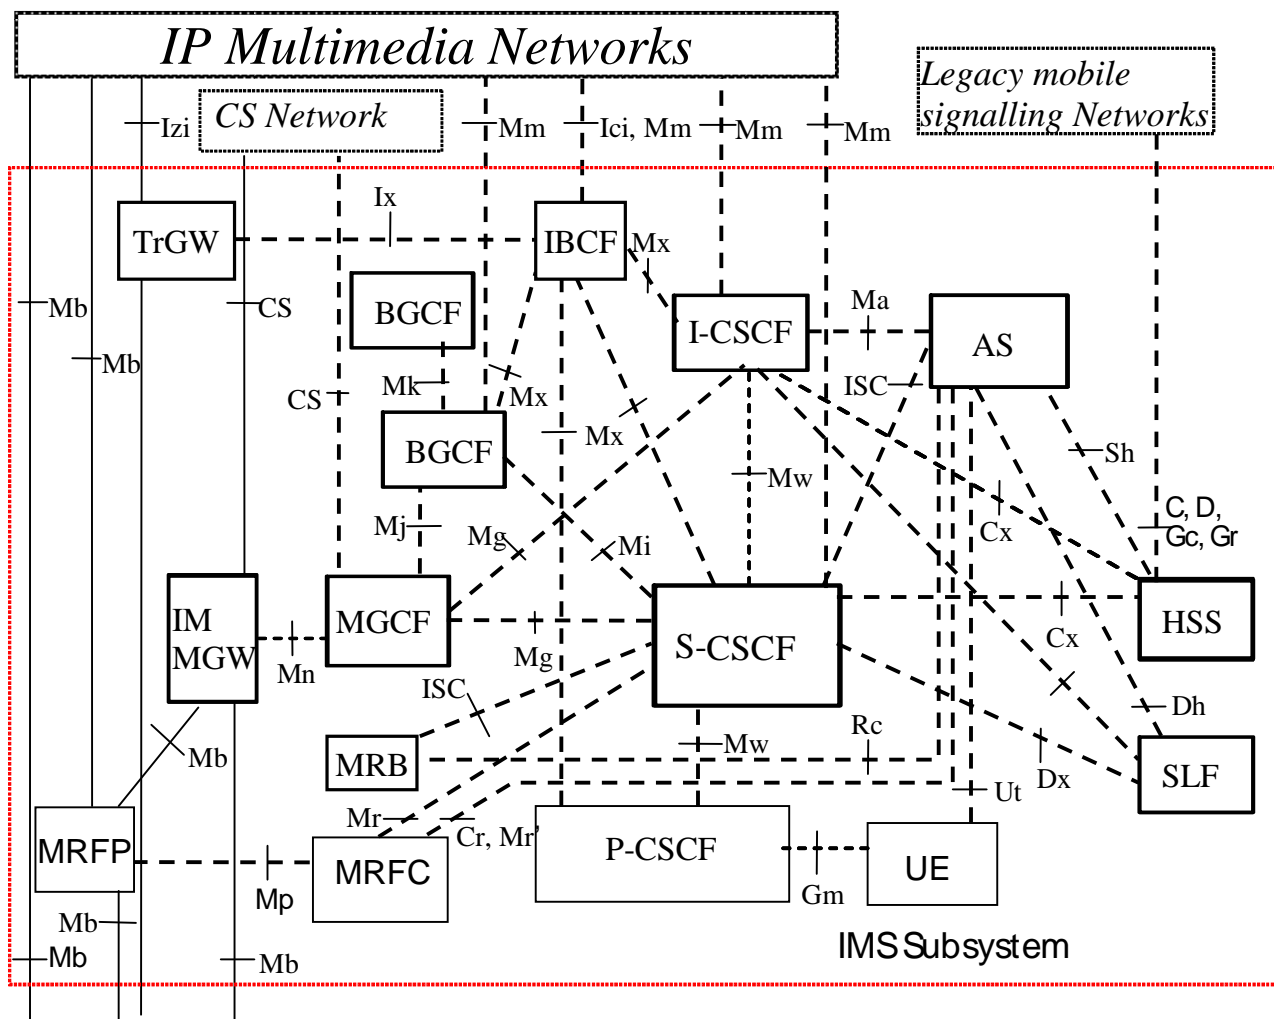 IP Multimedia Networks
Legacy mobile
signalling Networks
CS Network
Izi
Mm
Ici, Mm
Mm
Mm
Ix
TrGW
IBCF
Mx
Mb
CS
BGCF
I-CSCF
Ma
AS
Mb
Mk
CS
Mx
ISC
BGCF
Mx
Mw
Sh
Mj
Mg
Mi
Cx
C, D,
Gc, Gr
IM
MGW
MGCF
Mn
Mg
S-CSCF
Cx
HSS
ISC
Mb
MRB
Mw
Rc
Dh
Dx
SLF
Ut
Mr
Cr, Mr'
MRFP
MRFC
P-CSCF
UE
Mp
Gm
Mb
Mb
Mb
IMS Subsystem